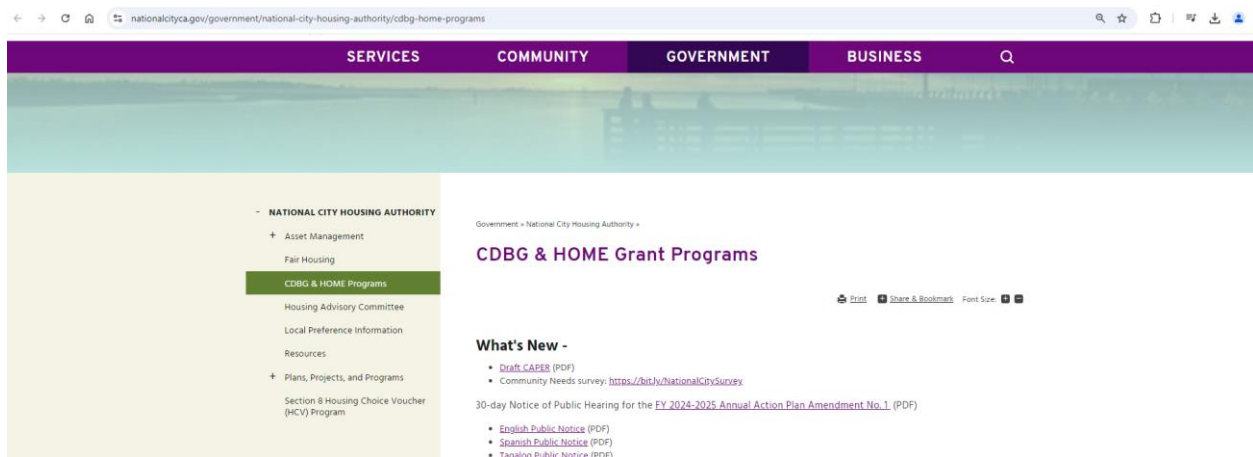 nationalcityca.gov/government/national-city-housing-authority/cdbg-home-programs
SERVICES COMMUNITY GOVERNMENT BUSINESS
- NATIONAL CITY HOUSING AUTHORITY
+ Asset Management
Fair Housing
CDBG & HOME Programs
Housing Advisory Committee
Local Preference Information
Resources
+ Plans, Projects, and Programs
Section 8 Housing Choice Voucher
(HCV) Program
Government » National City Housing Authority »
CDBG & HOME Grant Programs
Print Share & Bookmark Font Size: + -
What's New -
• Draft CAPER (PDF)
• Community Needs survey: https://bit.ly/NationalCitySurvey
30-day Notice of Public Hearing for the FY 2024-2025 Annual Action Plan Amendment No. 1 (PDF)
• English Public Notice (PDF)
• Spanish Public Notice (PDF)
• Tagalog Public Notice (PDF)